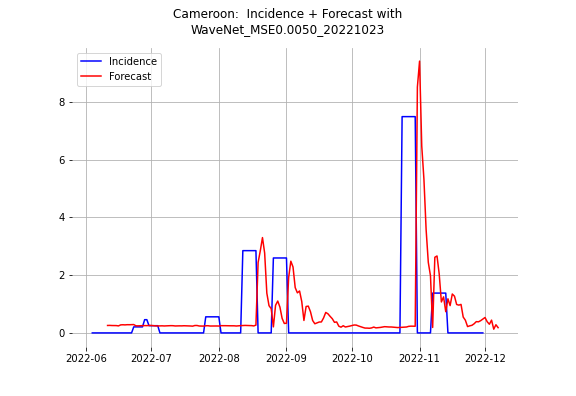 Cameroon:  Incidence + Forecast with
WaveNet_MSE0.0050_20221023
Incidence
Forecast
8
6
4
2
0
2022-06 2022-07 2022-08 2022-09 2022-10 2022-11 2022-12